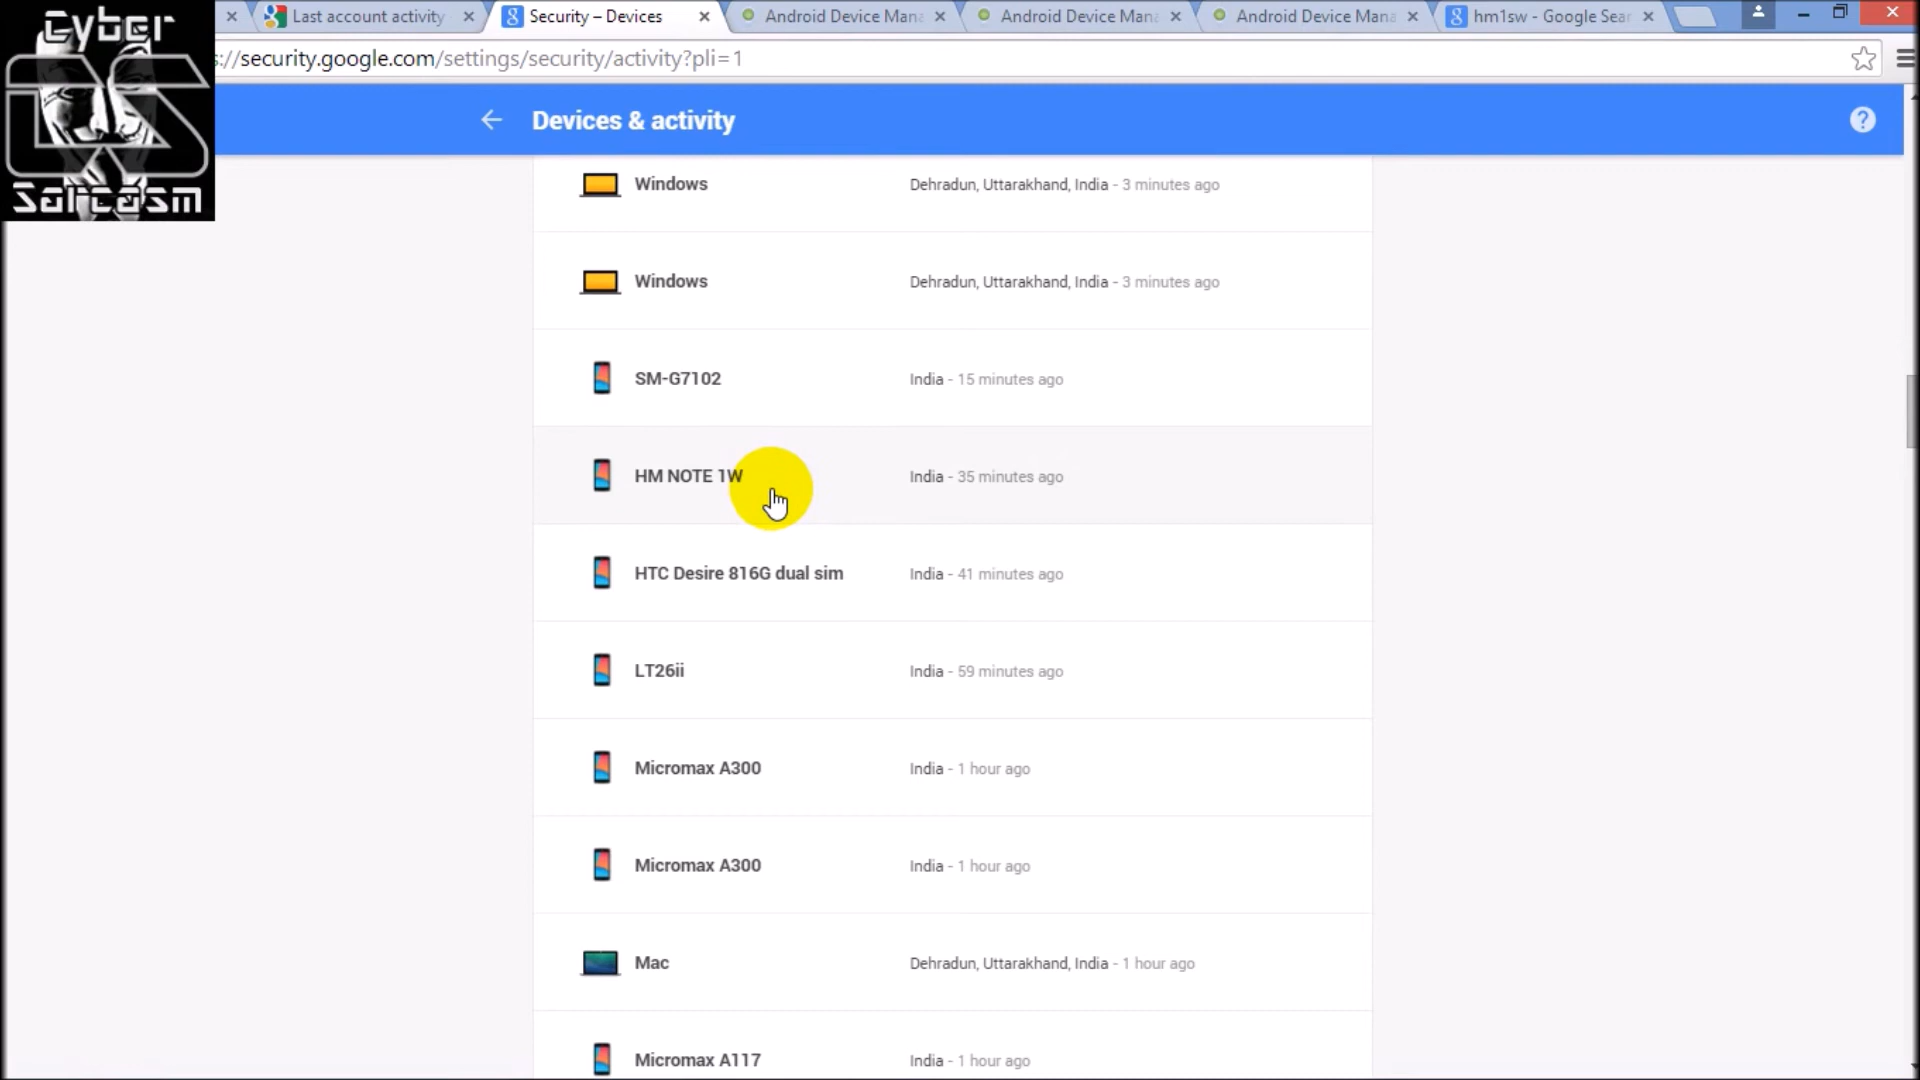 Cyber
Sarcasm
Last account activity
Security – Devices
Android Device Mana
Android Device Mana
Android Device Mana
hm1sw - Google Sear
://security.google.com/settings/security/activity?pli=1
Devices & activity
?
Windows Dehradun, Uttarakhand, India - 3 minutes ago
Windows Dehradun, Uttarakhand, India - 3 minutes ago
SM-G7102 India - 15 minutes ago
HM NOTE 1W India - 35 minutes ago
HTC Desire 816G dual sim India - 41 minutes ago
LT26ii India - 59 minutes ago
Micromax A300 India - 1 hour ago
Micromax A300 India - 1 hour ago
Mac Dehradun, Uttarakhand, India - 1 hour ago
Micromax A117 India - 1 hour ago